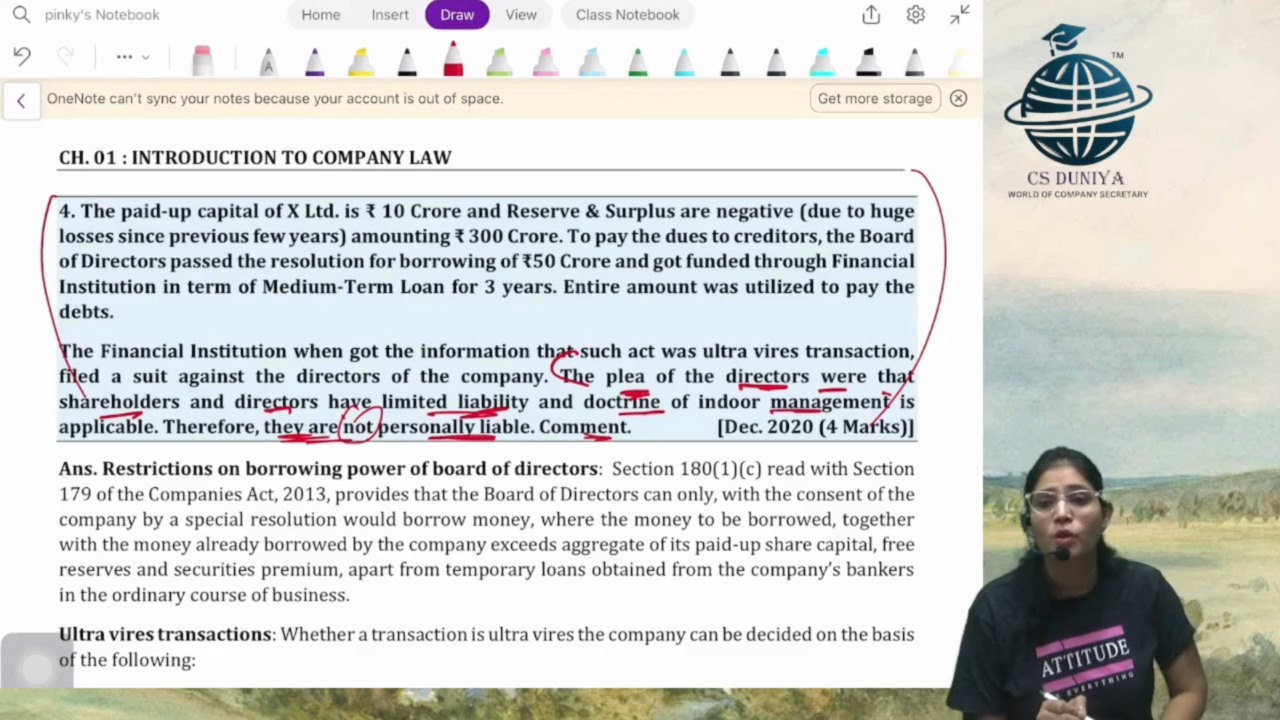 pinky's Notebook
Home Insert Draw View Class Notebook
OneNote can't sync your notes because your account is out of space.
Get more storage
CH. 01 : INTRODUCTION TO COMPANY LAW
4. The paid-up capital of X Ltd. is ₹ 10 Crore and Reserve & Surplus are negative (due to huge
losses since previous few years) amounting ₹ 300 Crore. To pay the dues to creditors, the Board
of Directors passed the resolution for borrowing of ₹50 Crore and got funded through Financial
Institution in term of Medium-Term Loan for 3 years. Entire amount was utilized to pay the
debts.
The Financial Institution when got the information that such act was ultra vires transaction,
filed a suit against the directors of the company. The plea of the directors were that
shareholders and directors have limited liability and doctrine of indoor management is
applicable. Therefore, they are not personally liable. Comment. [Dec. 2020 (4 Marks)]
Ans. Restrictions on borrowing power of board of directors: Section 180(1)(c) read with Section
179 of the Companies Act, 2013, provides that the Board of Directors can only, with the consent of the
company by a special resolution would borrow money, where the money to be borrowed, together
with the money already borrowed by the company exceeds aggregate of its paid-up share capital, free
reserves and securities premium, apart from temporary loans obtained from the company's bankers
in the ordinary course of business.
Ultra vires transactions: Whether a transaction is ultra vires the company can be decided on the basis
of the following:
TM
CS DUNIYA
WORLD OF COMPANY SECRETARY
ATTITUDE
EVERYTHING